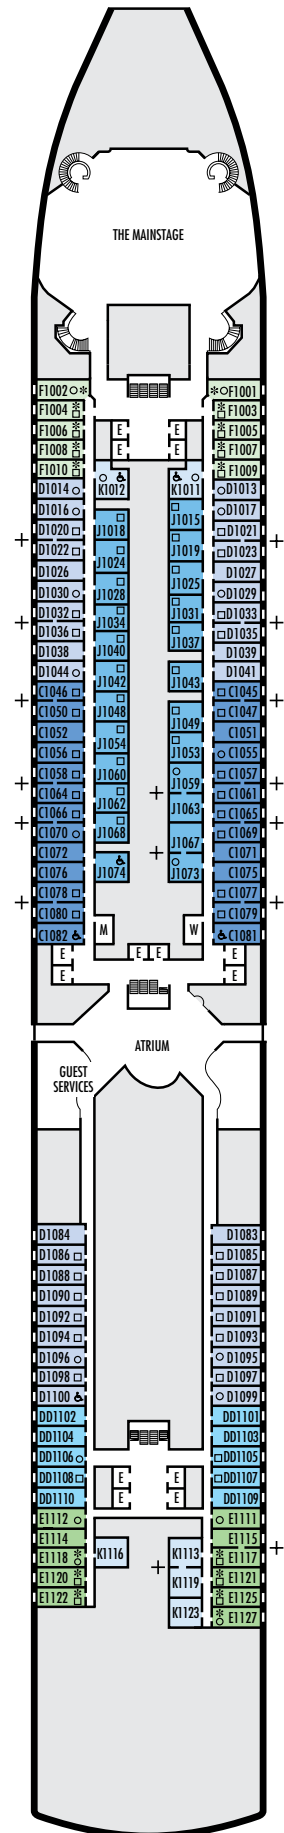 THE MAINSTAGE
F1002 F1001
F1004 E E F1003
F1006 E E F1005
F1008 F1007
F1010 F1009
D1014 K1012 K1011 D1013
D1016 J1015 D1017
D1020 J1018 D1021
D1022 J1019 D1023
D1026 J1024 J1025 D1027
D1030 J1028 D1029
D1032 J1031 D1033
D1036 J1034 J1037 D1035
D1038 J1040 D1039
D1044 J1042 J1043 D1041
C1046 C1045
C1050 J1048 J1049 C1047
C1052 C1051
C1056 J1054 J1053 C1055
C1058 J1060 J1059 C1057
C1064 J1062 J1063 C1061
C1066 C1065
C1070 J1068 C1069
C1072 J1067 C1071
C1076 J1074 J1073 C1075
C1078 C1077
C1080 C1079
C1082 M W C1081
E E E E
E E
ATRIUM
GUEST
SERVICES
D1084 D1083
D1086 D1085
D1088 D1087
D1090 D1089
D1092 D1091
D1094 D1093
D1096 D1095
D1098 D1097
D1100 D1099
DD1102 DD1101
DD1104 DD1103
DD1106 DD1105
DD1108 E E DD1107
DD1110 E E DD1109
E1112 E1111
E1114 E1115
E1118 K1116 K1113 E1117
E1120 K1119 E1121
E1122 E1125
K1123 E1127